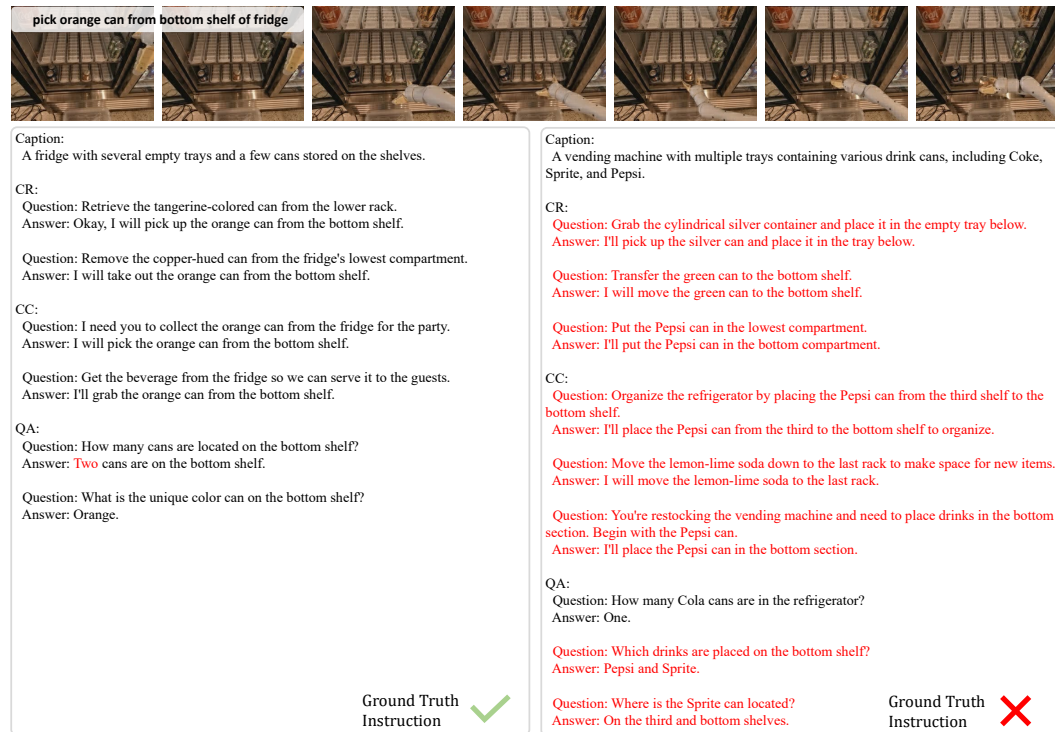 pick orange can from bottom shelf of fridge
Caption:
A fridge with several empty trays and a few cans stored on the shelves.
CR:
Question: Retrieve the tangerine-colored can from the lower rack.
Answer: Okay, I will pick up the orange can from the bottom shelf.
Question: Remove the copper-hued can from the fridge's lowest compartment.
Answer: I will take out the orange can from the bottom shelf.
CC:
Question: I need you to collect the orange can from the fridge for the party.
Answer: I will pick the orange can from the bottom shelf.
Question: Get the beverage from the fridge so we can serve it to the guests.
Answer: I'll grab the orange can from the bottom shelf.
QA:
Question: How many cans are located on the bottom shelf?
Answer: Two cans are on the bottom shelf.
Question: What is the unique color can on the bottom shelf?
Answer: Orange.
Ground Truth
Instruction
Caption:
A vending machine with multiple trays containing various drink cans, including Coke,
Sprite, and Pepsi.
CR:
Question: Grab the cylindrical silver container and place it in the empty tray below.
Answer: I'll pick up the silver can and place it in the tray below.
Question: Transfer the green can to the bottom shelf.
Answer: I will move the green can to the bottom shelf.
Question: Put the Pepsi can in the lowest compartment.
Answer: I'll put the Pepsi can in the bottom compartment.
CC:
Question: Organize the refrigerator by placing the Pepsi can from the third shelf to the
bottom shelf.
Answer: I'll place the Pepsi can from the third to the bottom shelf to organize.
Question: Move the lemon-lime soda down to the last rack to make space for new items.
Answer: I will move the lemon-lime soda to the last rack.
Question: You're restocking the vending machine and need to place drinks in the bottom
section. Begin with the Pepsi can.
Answer: I'll place the Pepsi can in the bottom section.
QA:
Question: How many Cola cans are in the refrigerator?
Answer: One.
Question: Which drinks are placed on the bottom shelf?
Answer: Pepsi and Sprite.
Question: Where is the Sprite can located?
Answer: On the third and bottom shelves.
Ground Truth
Instruction